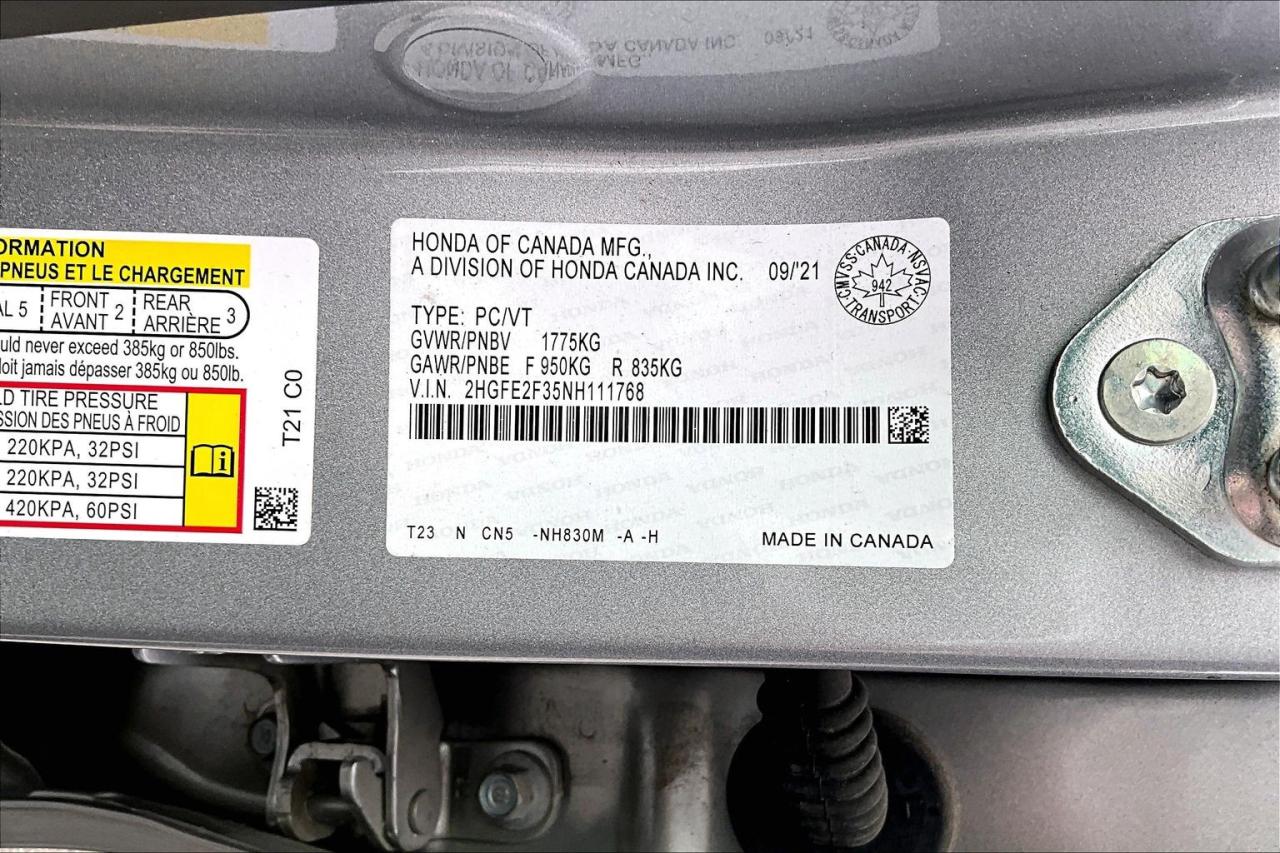 ORMATION
PNEUS ET LE CHARGEMENT
AL 5 FRONT AVANT 2 REAR ARRIÈRE 3
uld never exceed 385kg or 850lbs.
doit jamais dépasser 385kg ou 850lb.
LD TIRE PRESSURE
SSION DES PNEUS À FROID
220KPA, 32PSI
220KPA, 32PSI
420KPA, 60PSI
T21 C0
HONDA OF CANADA MFG.,
A DIVISION OF HONDA CANADA INC. 09/'21
CMVSS·CANADA·NSVAC·TRANSPORT·
942
TYPE: PC/VT
GVWR/PNBV 1775KG
GAWR/PNBE F 950KG R 835KG
V.I.N. 2HGFE2F35NH111768
T23 N CN5 -NH830M -A -H
MADE IN CANADA